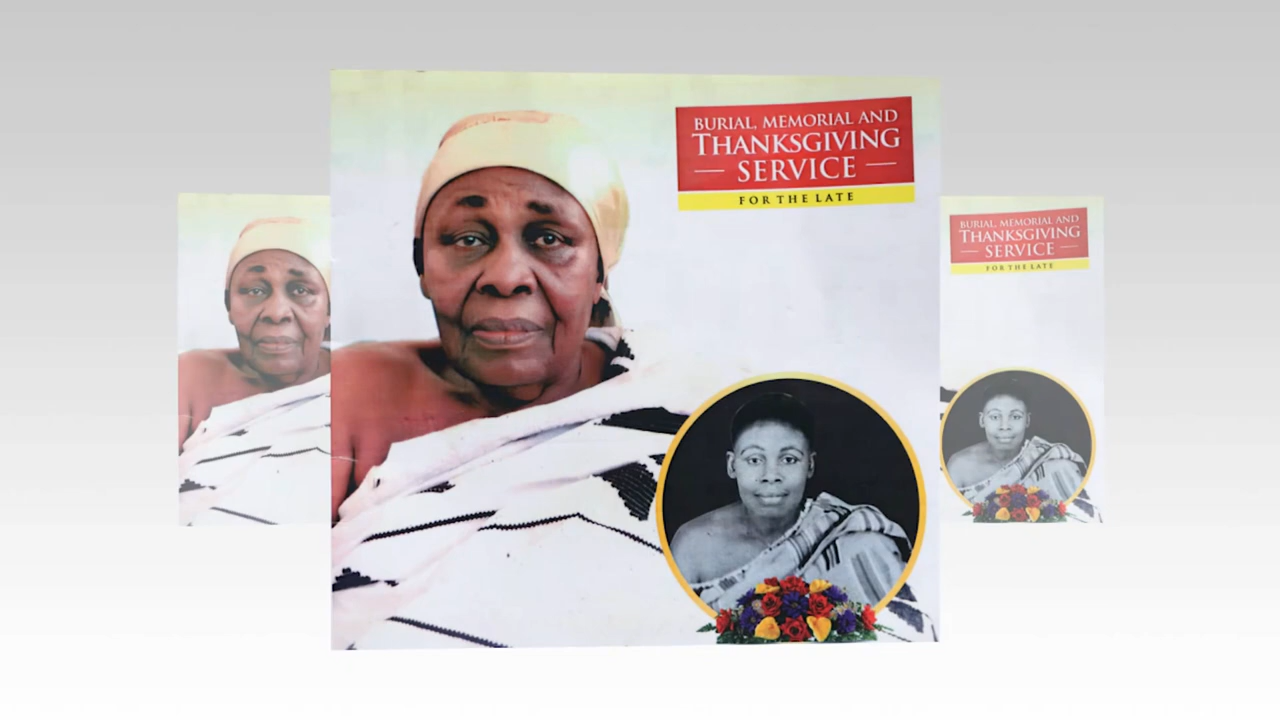 BURIAL, MEMORIAL AND
THANKSGIVING
SERVICE
FOR THE LATE
BURIAL, MEMORIAL AND
THANKSGIVING
SERVICE
FOR THE LATE